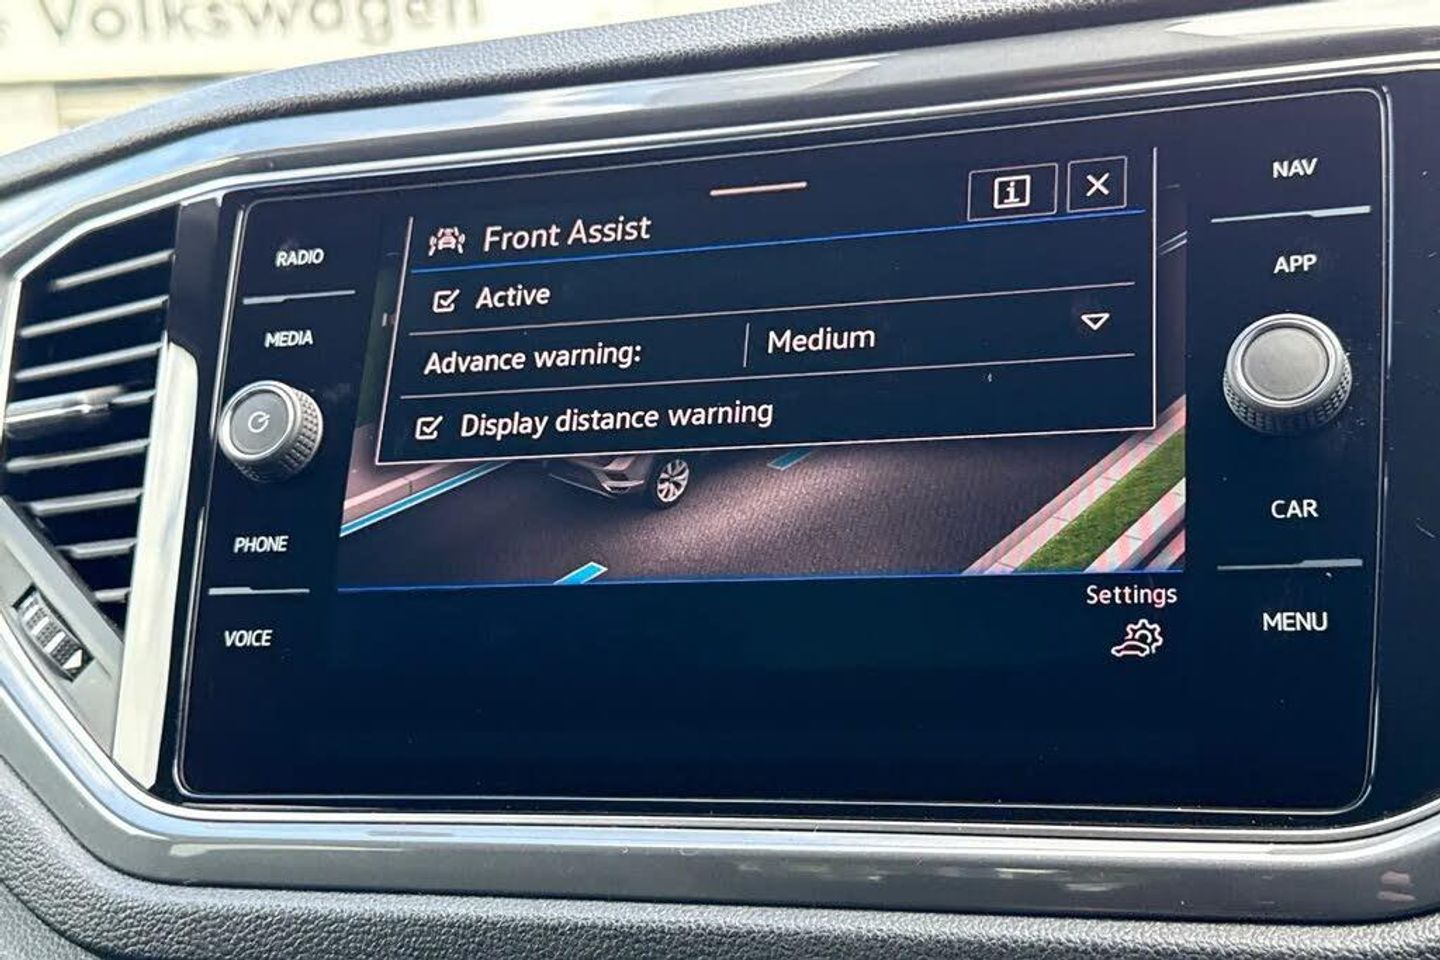 Volkswagen
RADIO
MEDIA
PHONE
VOICE
Front Assist
i
Active
Advance warning:
Medium
Display distance warning
Settings
NAV
APP
CAR
MENU